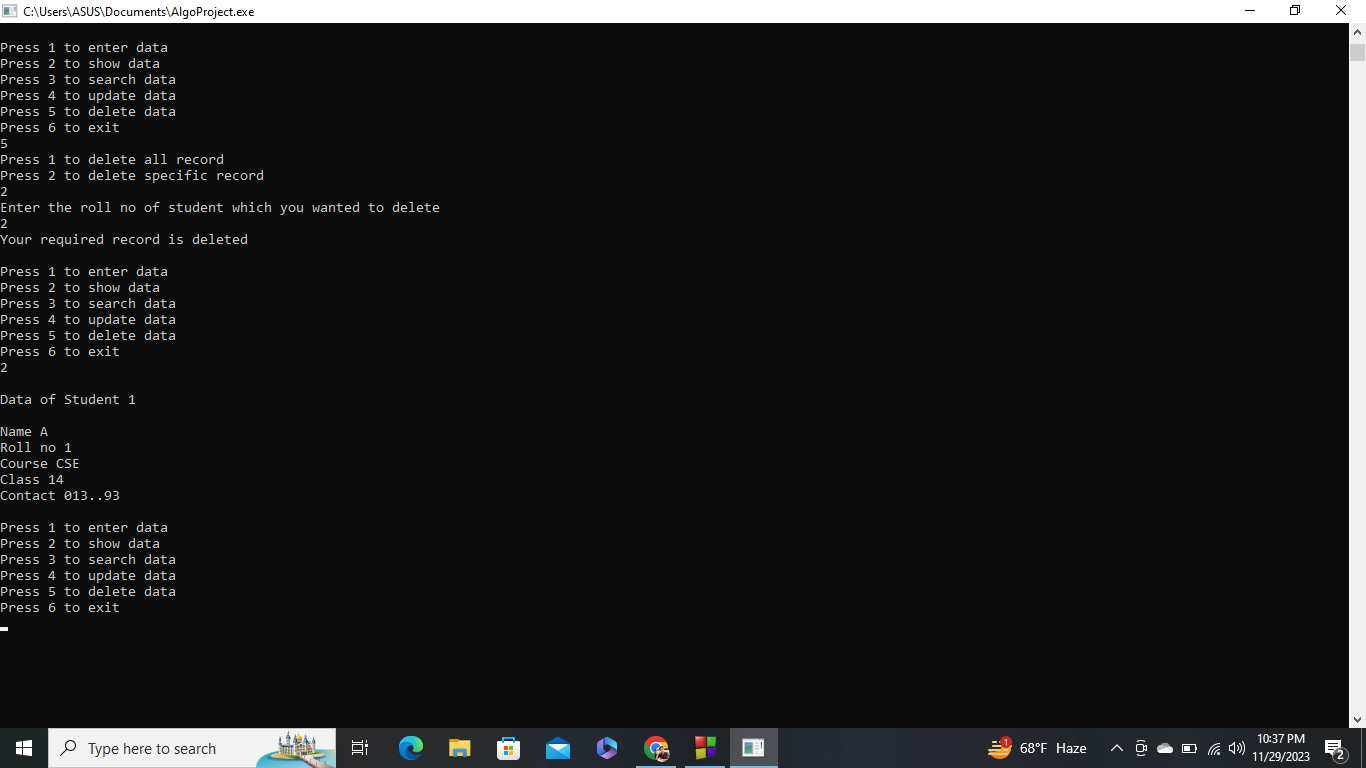 C:\Users\ASUS\Documents\AlgoProject.exe
Press 1 to enter data
Press 2 to show data
Press 3 to search data
Press 4 to update data
Press 5 to delete data
Press 6 to exit
5
Press 1 to delete all record
Press 2 to delete specific record
2
Enter the roll no of student which you wanted to delete
2
Your required record is deleted
Press 1 to enter data
Press 2 to show data
Press 3 to search data
Press 4 to update data
Press 5 to delete data
Press 6 to exit
2
Data of Student 1
Name A
Roll no 1
Course CSE
Class 14
Contact 013..93
Press 1 to enter data
Press 2 to show data
Press 3 to search data
Press 4 to update data
Press 5 to delete data
Press 6 to exit
Type here to search
1
68°F Haze
10:37 PM
11/29/2023
2